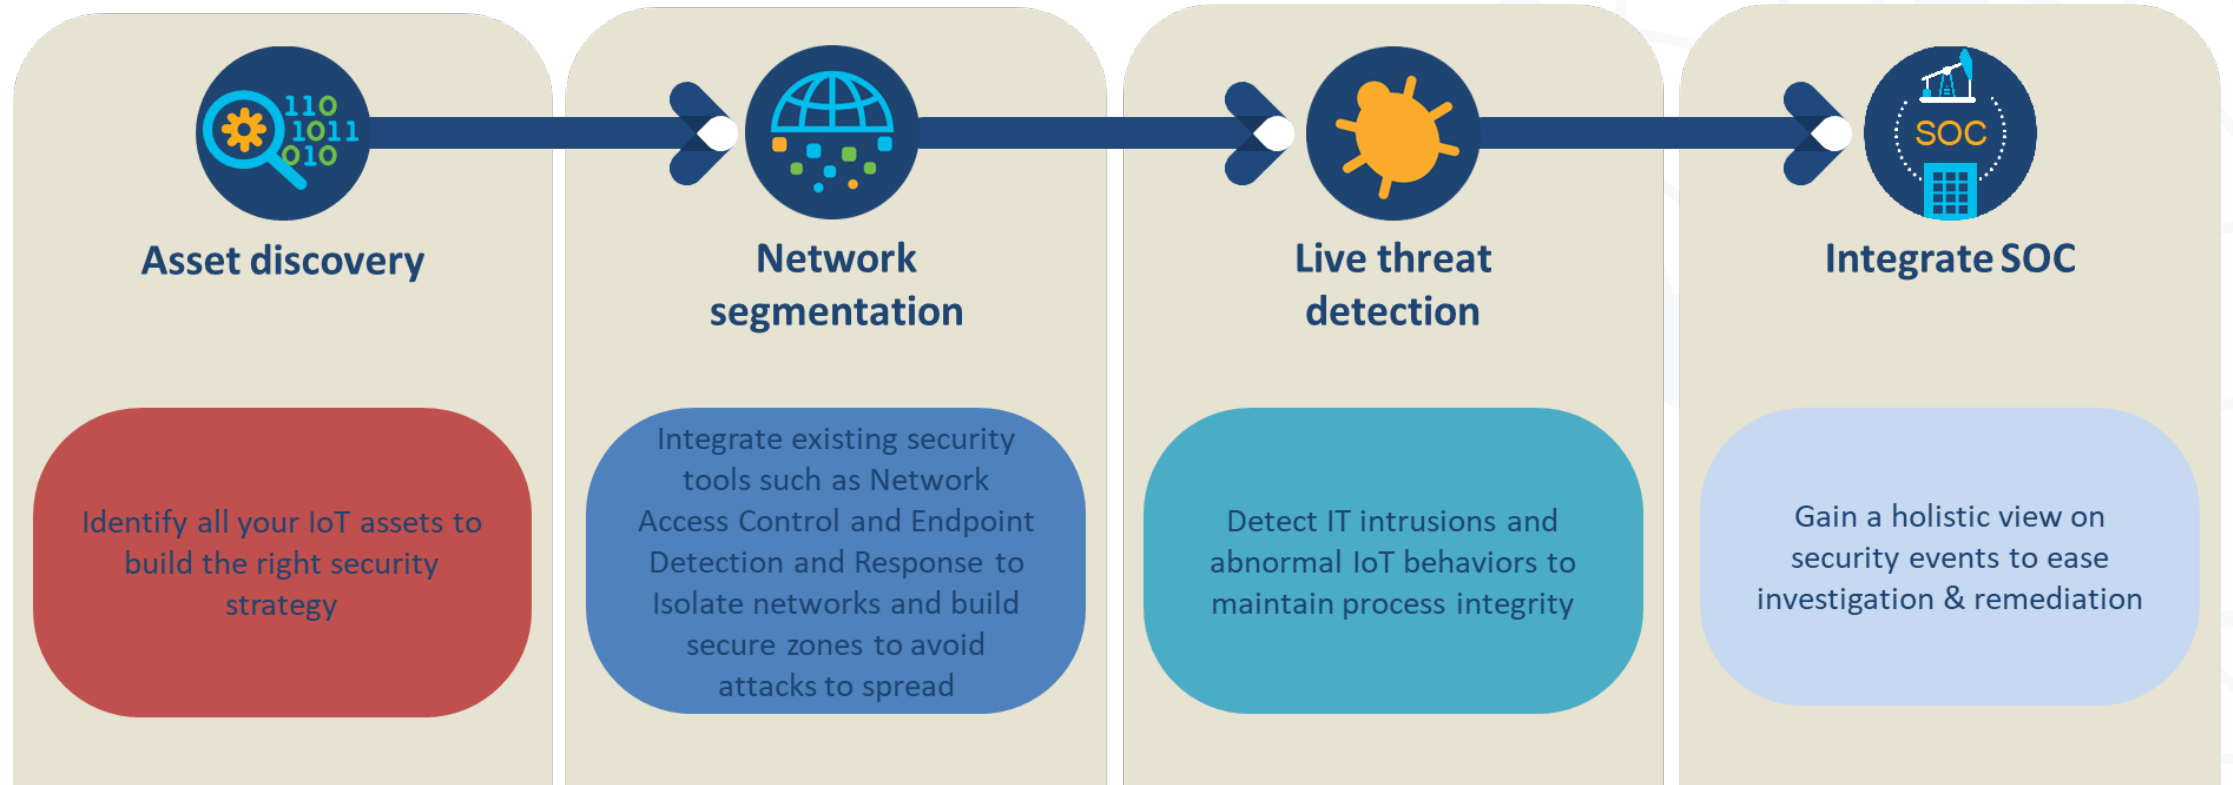 110
1011
010
Asset discovery
Identify all your IoT assets to
build the right security
strategy
Network
segmentation
Integrate existing security
tools such as Network
Access Control and Endpoint
Detection and Response to
Isolate networks and build
secure zones to avoid
attacks to spread
Live threat
detection
Detect IT intrusions and
abnormal IoT behaviors to
maintain process integrity
SOC
Integrate SOC
Gain a holistic view on
security events to ease
investigation & remediation